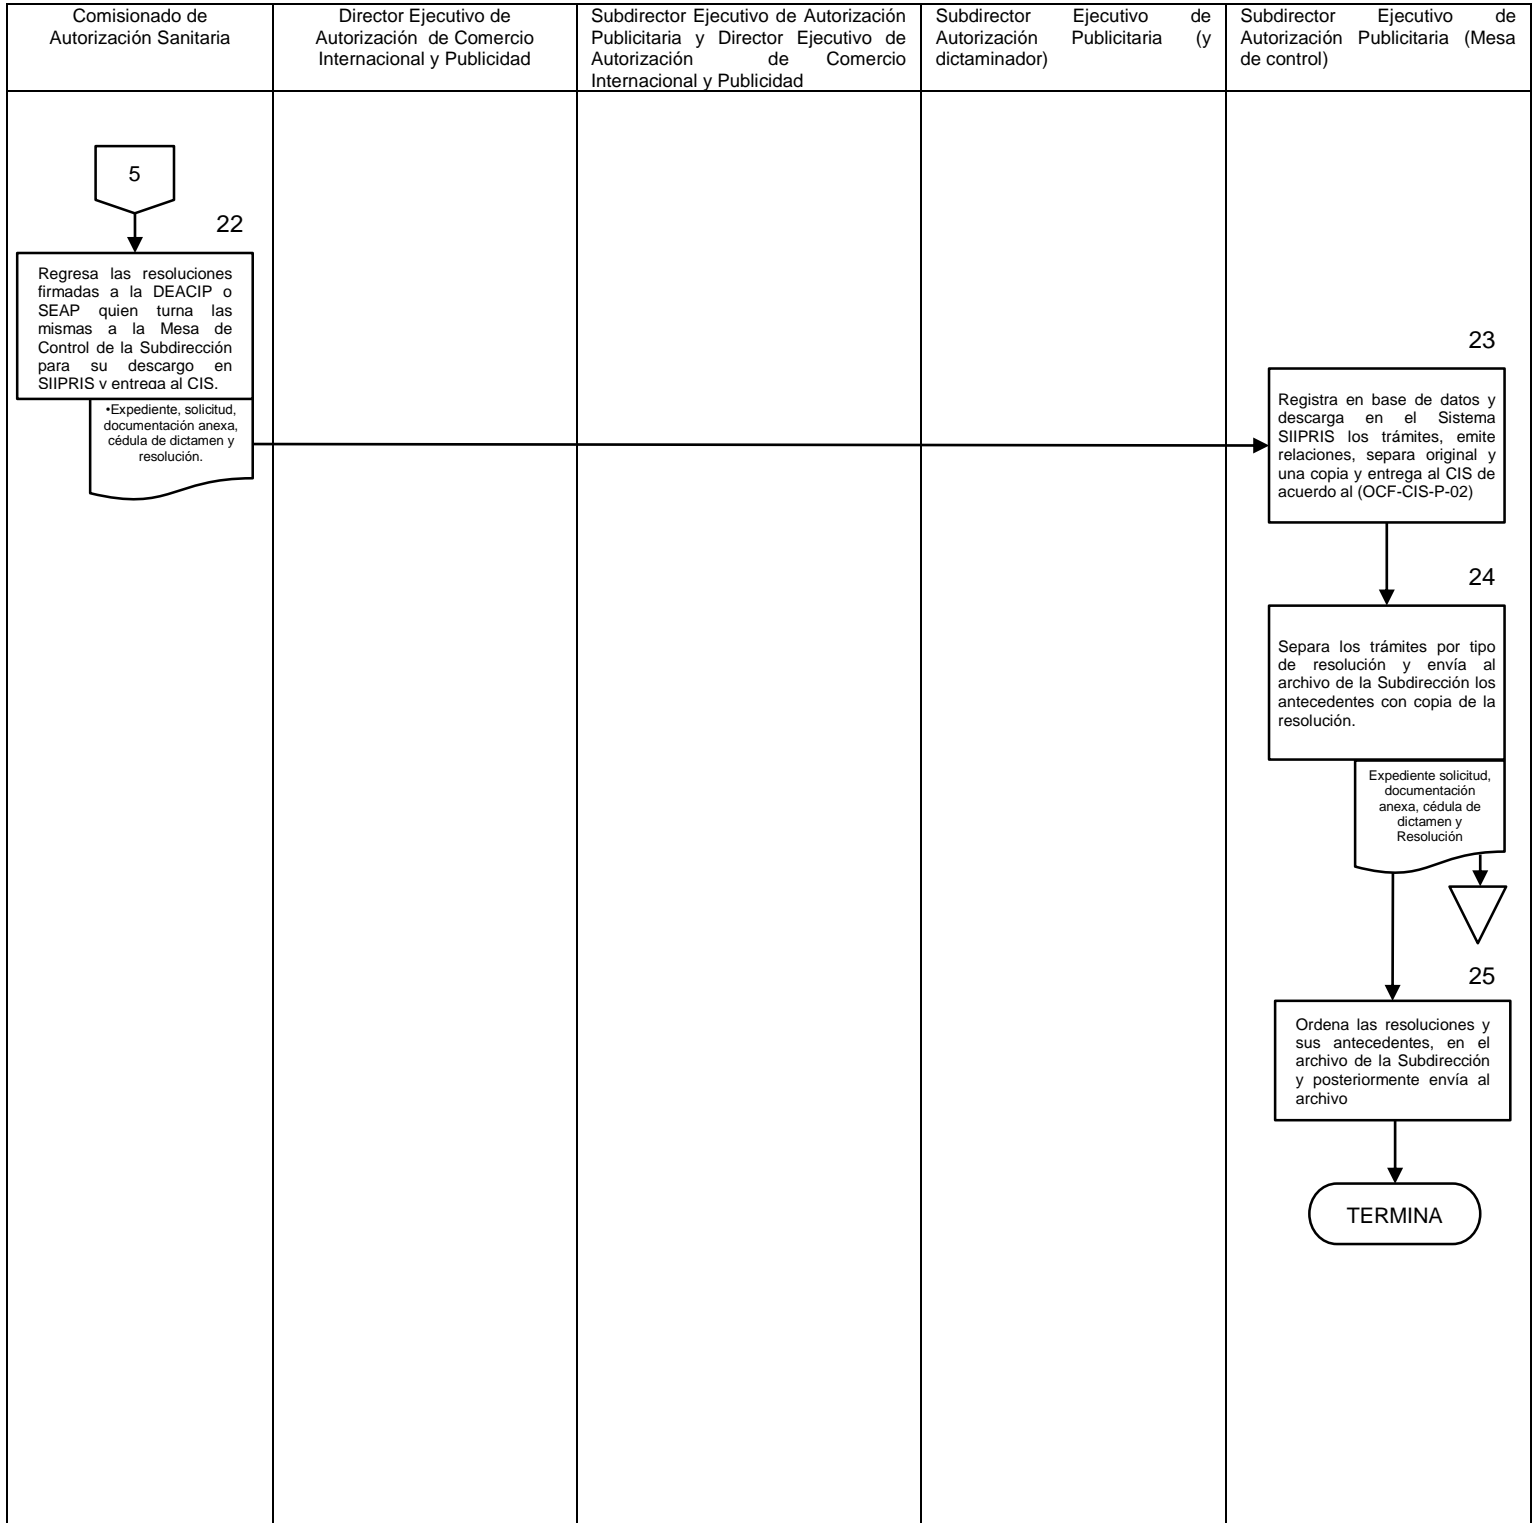 Comisionado de
Autorización Sanitaria
Director Ejecutivo de
Autorización de Comercio
Internacional y Publicidad
Subdirector Ejecutivo de Autorización
Publicitaria y Director Ejecutivo de
Autorización de Comercio
Internacional y Publicidad
Subdirector Ejecutivo de
Autorización Publicitaria (y
dictaminador)
Subdirector Ejecutivo de
Autorización Publicitaria (Mesa
de control)
5
22
Regresa las resoluciones
firmadas a la DEACIP o
SEAP quien turna las
mismas a la Mesa de
Control de la Subdirección
para su descargo en
SIIPRIS y entrega al CIS.
•Expediente, solicitud,
documentación anexa,
cédula de dictamen y
resolución.
23
Registra en base de datos y
descarga en el Sistema
SIIPRIS los trámites, emite
relaciones, separa original y
una copia y entrega al CIS de
acuerdo al (OCF-CIS-P-02)
24
Separa los trámites por tipo
de resolución y envía al
archivo de la Subdirección los
antecedentes con copia de la
resolución.
Expediente solicitud,
documentación
anexa, cédula de
dictamen y
Resolución
25
Ordena las resoluciones y
sus antecedentes, en el
archivo de la Subdirección
y posteriormente envía al
archivo
TERMINA